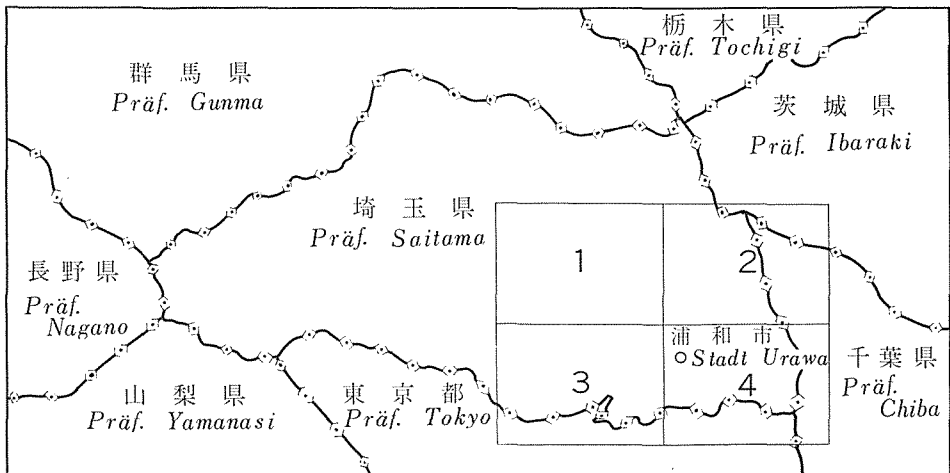 栃木県
Präf. Tochigi
群馬県
Präf. Gunma
茨城県
Präf. Ibaraki
埼玉県
Präf. Saitama
1
2
長野県
Präf.
Nagano
浦和市
Stadt Urawa
千葉県
Präf.
Chiba
山梨県
Präf. Yamanasi
東京都
Präf. Tokyo
3
4